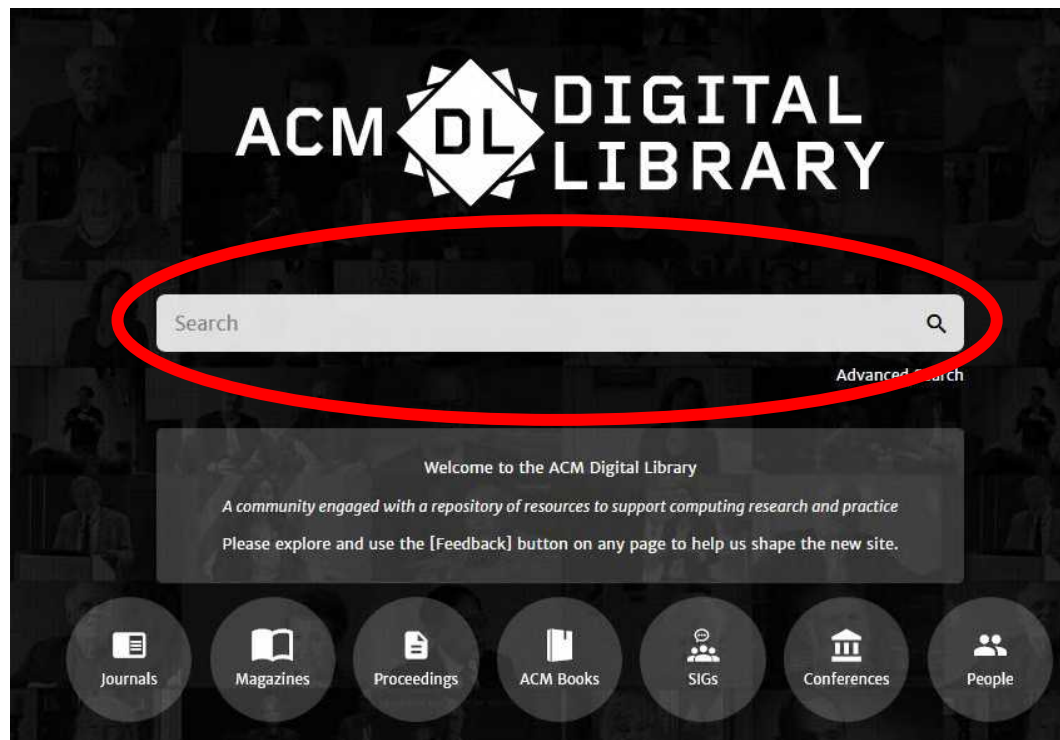 ACM DL DIGITAL LIBRARY
Search
Advanced Search
Welcome to the ACM Digital Library
A community engaged with a repository of resources to support computing research and practice
Please explore and use the [Feedback] button on any page to help us shape the new site.
Journals Magazines Proceedings ACM Books SIGs Conferences People